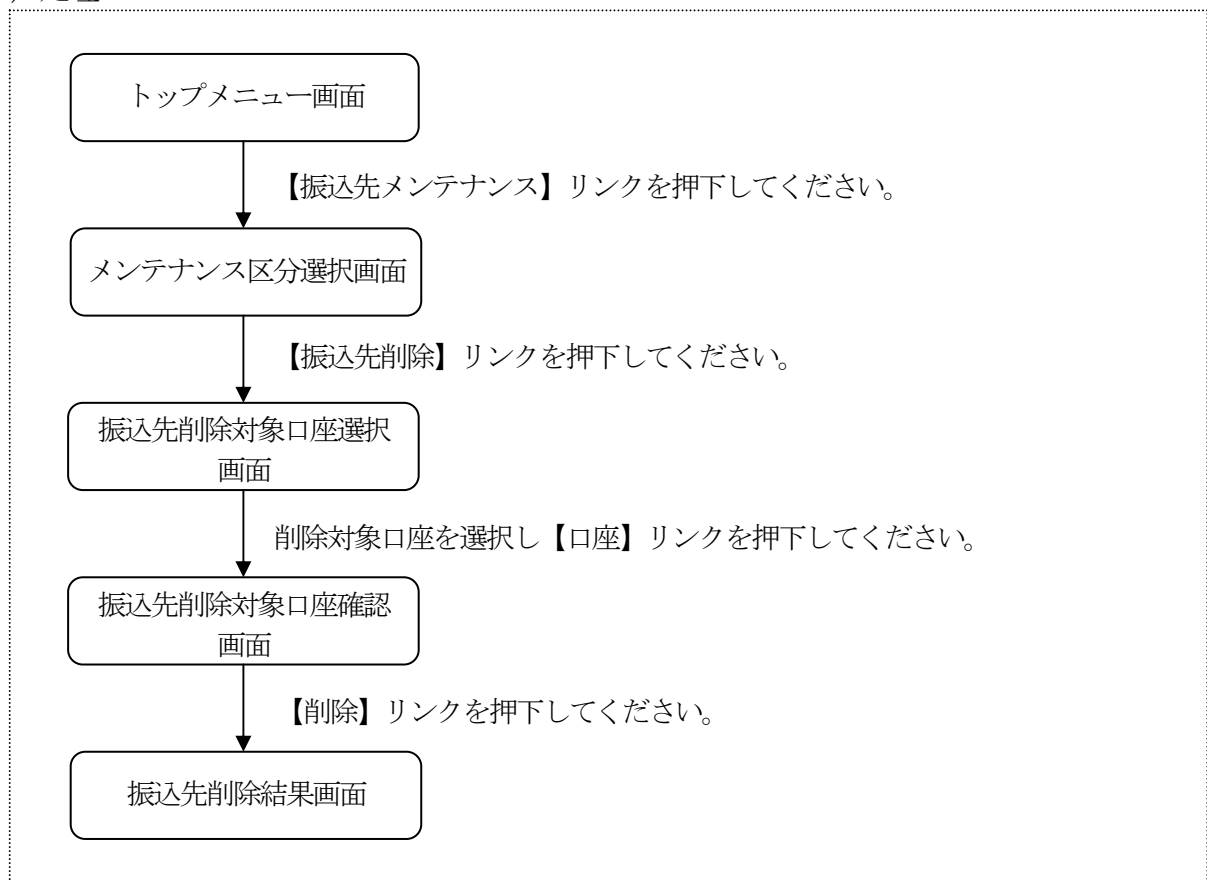 トップメニュー画面
【振込先メンテナンス】リンクを押下してください。
メンテナンス区分選択画面
【振込先削除】リンクを押下してください。
振込先削除対象口座選択
画面
削除対象口座を選択し【口座】リンクを押下してください。
振込先削除対象口座確認
画面
【削除】リンクを押下してください。
振込先削除結果画面